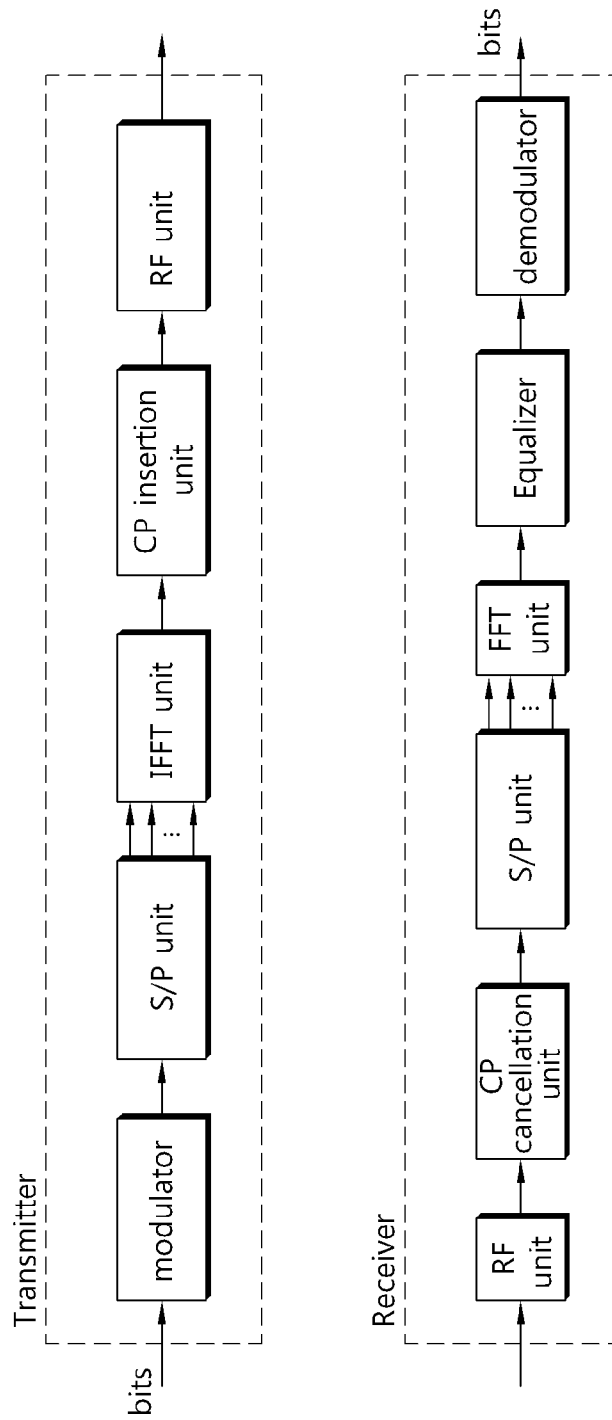 Transmitter
bits
modulator
S/P unit
...
IFFT unit
CP insertion
unit
RF unit
Receiver
RF
unit
CP
cancellation
unit
S/P unit
...
FFT
unit
Equalizer
demodulator
bits